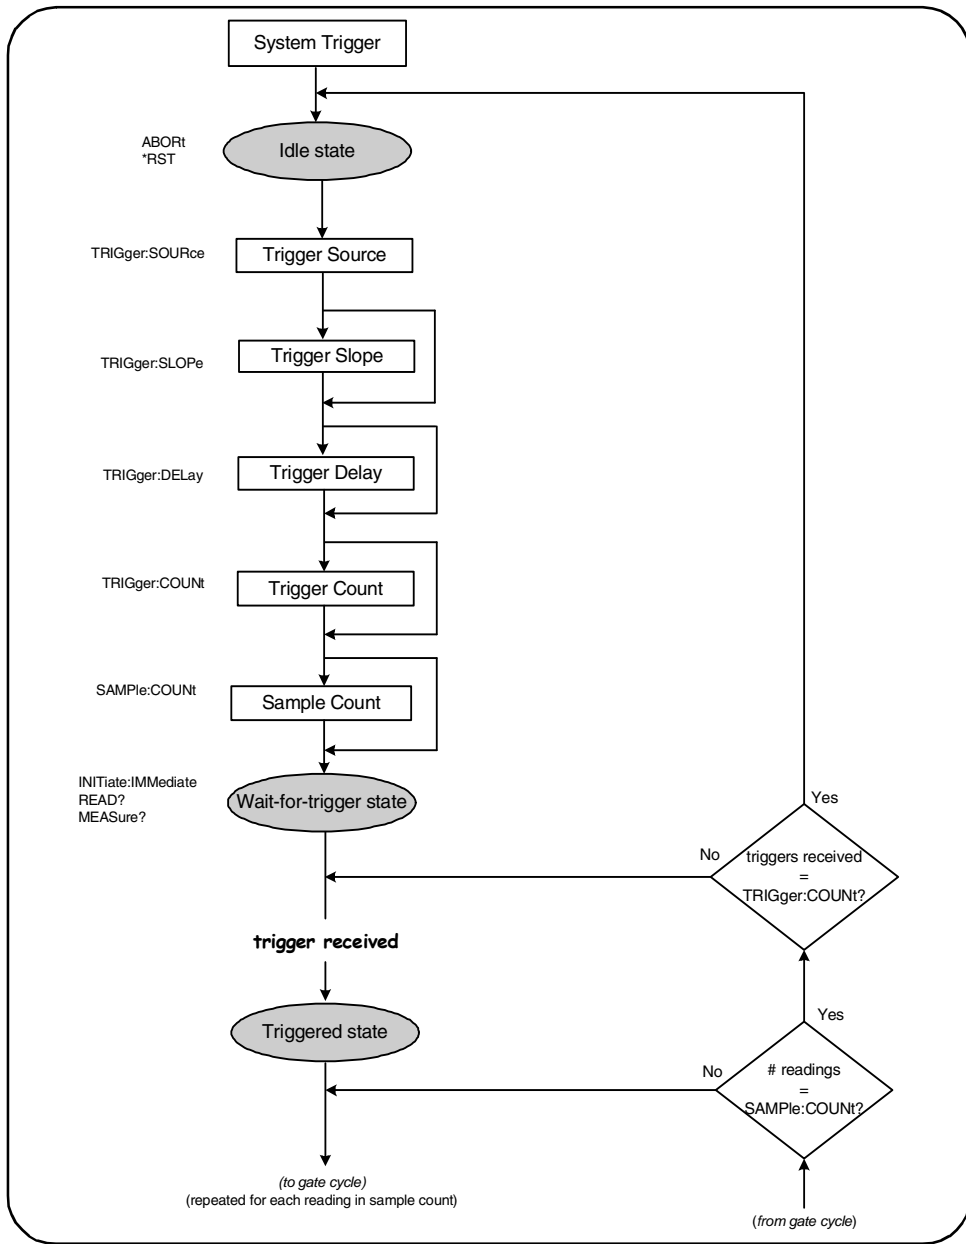 System Trigger
ABORt
*RST
Idle state
TRIGger:SOURce
Trigger Source
TRIGger:SLOPe
Trigger Slope
TRIGger:DELay
Trigger Delay
TRIGger:COUNt
Trigger Count
SAMPle:COUNt
Sample Count
INITiate:IMMediate
READ?
MEASure?
Wait-for-trigger state
Yes
No
triggers received
=
TRIGger:COUNt?
trigger received
Triggered state
Yes
No
# readings
=
SAMPle:COUNt?
(to gate cycle)
(repeated for each reading in sample count)
(from gate cycle)